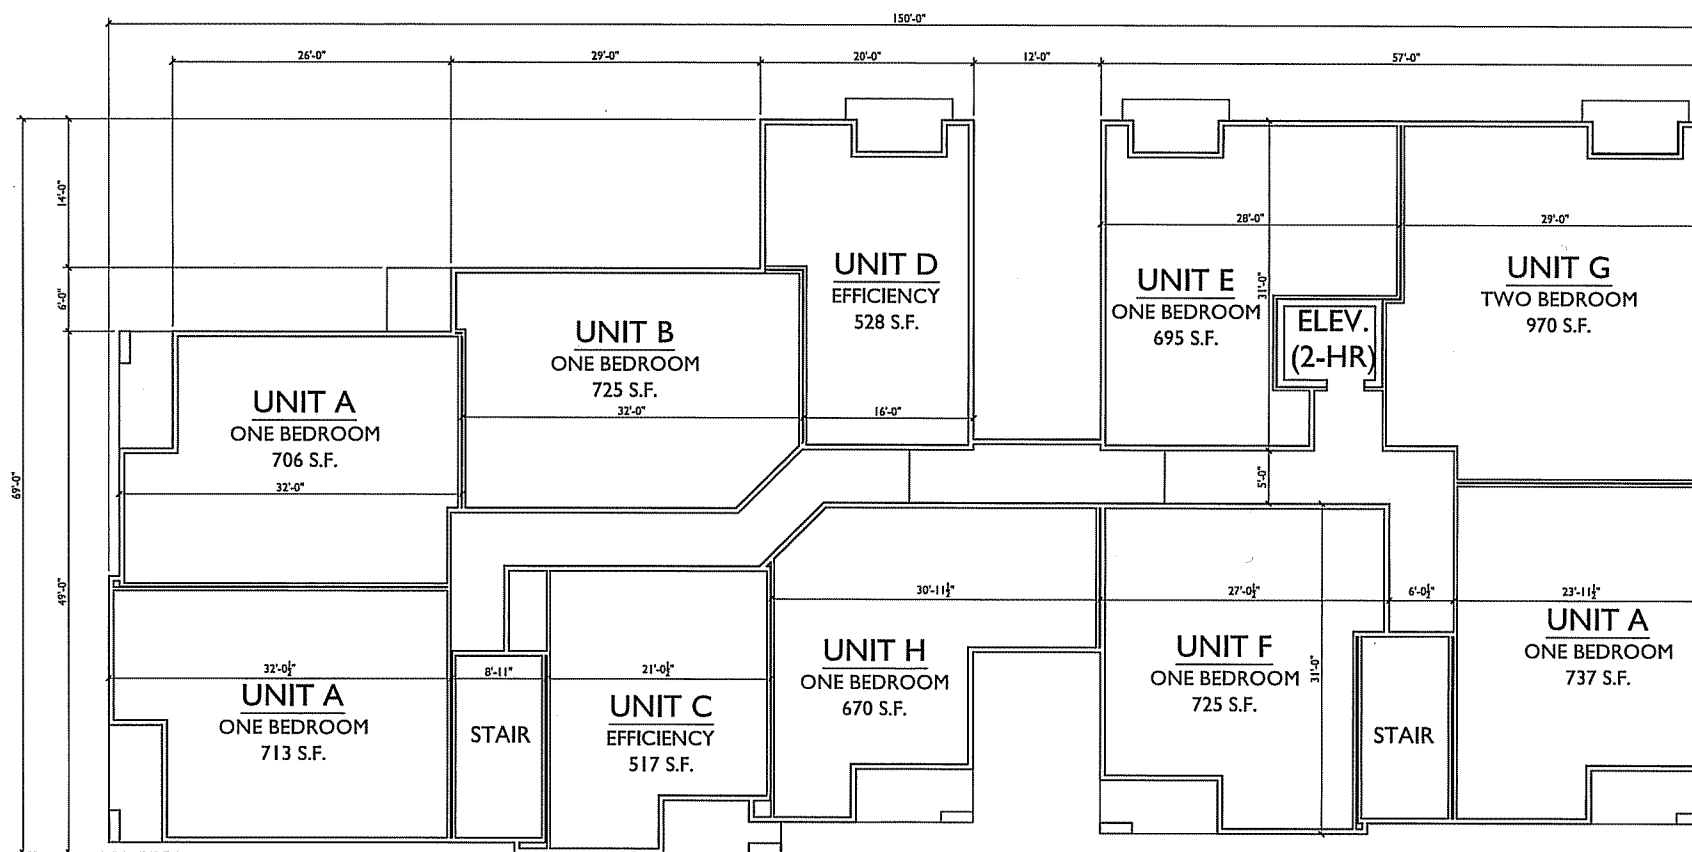 150'-0"
26'-0"
29'-0"
20'-0"
12'-0"
57'-0"
14'-0"
6'-0"
69'-0"
49'-0"
UNIT A
ONE BEDROOM
706 S.F.
32'-0"
UNIT B
ONE BEDROOM
725 S.F.
32'-0"
UNIT D
EFFICIENCY
528 S.F.
16'-0"
28'-0"
31'-0"
UNIT E
ONE BEDROOM
695 S.F.
ELEV.
(2-HR)
29'-0"
UNIT G
TWO BEDROOM
970 S.F.
5'-0"
32'-0½"
UNIT A
ONE BEDROOM
713 S.F.
8'-11"
STAIR
21'-0½"
UNIT C
EFFICIENCY
517 S.F.
30'-11½"
UNIT H
ONE BEDROOM
670 S.F.
27'-0½"
UNIT F
ONE BEDROOM
725 S.F.
31'-0"
6'-0½"
STAIR
23'-11½"
UNIT A
ONE BEDROOM
737 S.F.